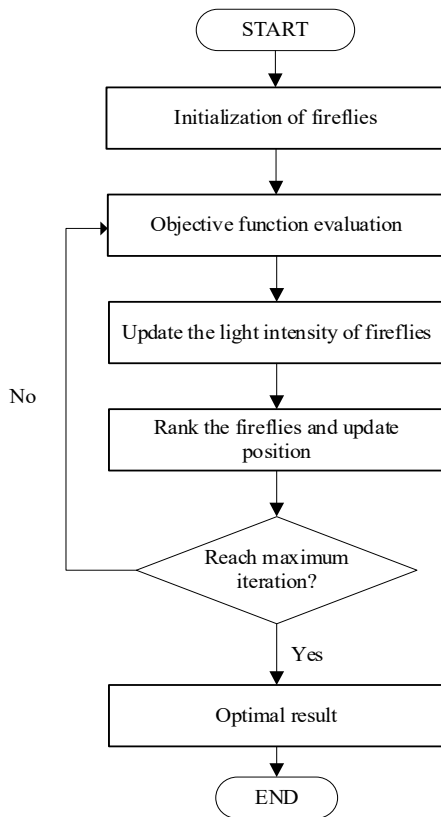 START
Initialization of fireflies
Objective function evaluation
Update the light intensity of fireflies
No
Rank the fireflies and update
position
Reach maximum
iteration?
Yes
Optimal result
END